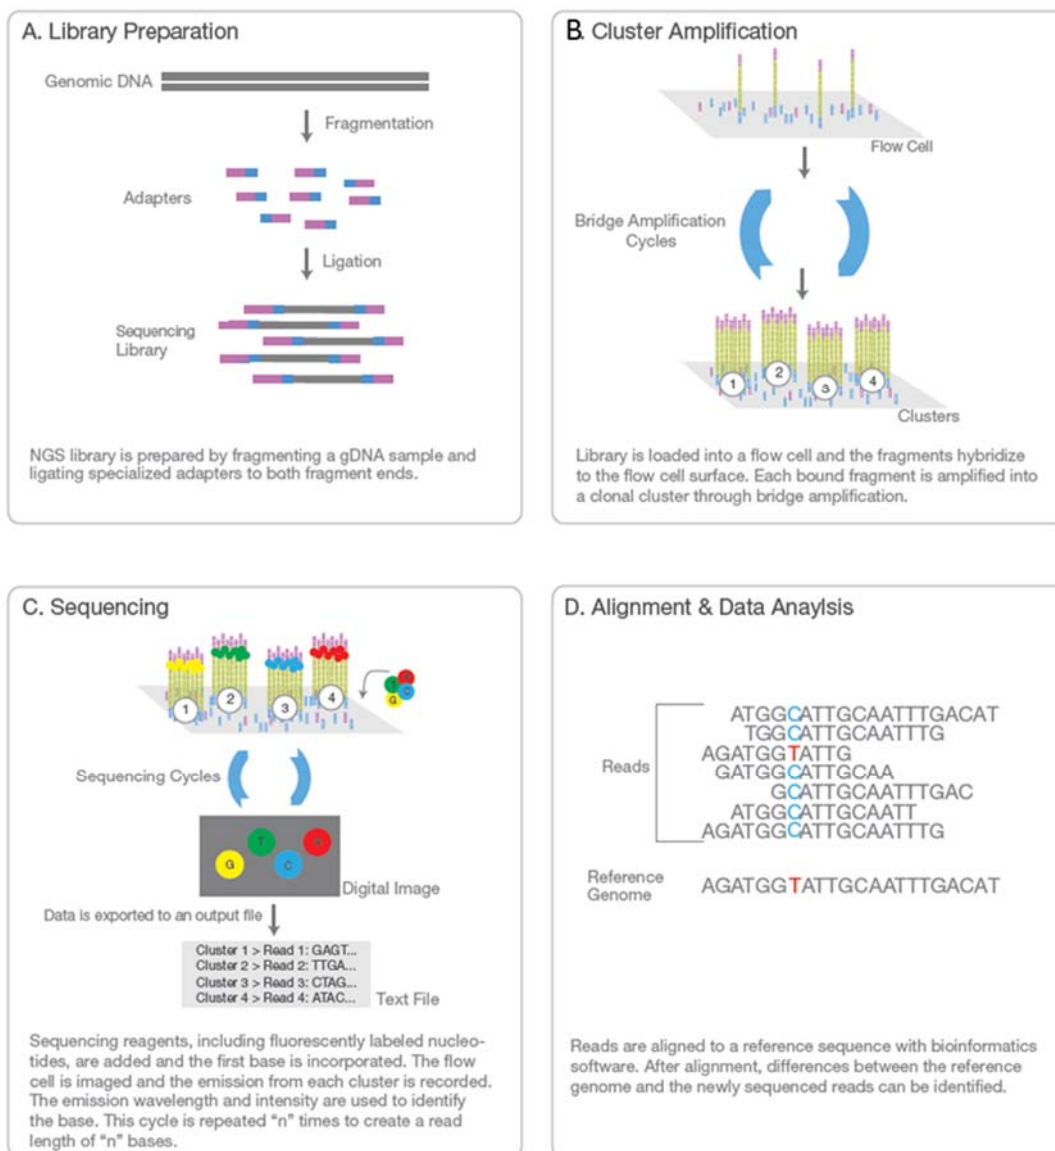 A. Library Preparation
Genomic DNA
Fragmentation
Adapters
Ligation
Sequencing
Library
NGS library is prepared by fragmenting a gDNA sample and
ligating specialized adapters to both fragment ends.
B. Cluster Amplification
Flow Cell
Bridge Amplification
Cycles
1
2
3
4
Clusters
Library is loaded into a flow cell and the fragments hybridize
to the flow cell surface. Each bound fragment is amplified into
a clonal cluster through bridge amplification.
C. Sequencing
1
2
3
4
T
A
G
C
Sequencing Cycles
T
A
G
C
Digital Image
Data is exported to an output file
Cluster 1 > Read 1: GAGT...
Cluster 2 > Read 2: TTGA...
Cluster 3 > Read 3: CTAG...
Cluster 4 > Read 4: ATAC...
Text File
Sequencing reagents, including fluorescently labeled nucleo-
tides, are added and the first base is incorporated. The flow
cell is imaged and the emission from each cluster is recorded.
The emission wavelength and intensity are used to identify
the base. This cycle is repeated “n” times to create a read
length of “n” bases.
D. Alignment & Data Anaylsis
Reads
ATGGCATTGCAATTTGACAT
TGGCATTGCAATTTG
AGATGGTATTG
GATGGCATTGCAA
GCATTGCAATTTGAC
ATGGCATTGCAATT
AGATGGCATTGCAATTTG
Reference
Genome
AGATGGTATTGCAATTTGACAT
Reads are aligned to a reference sequence with bioinformatics
software. After alignment, differences between the reference
genome and the newly sequenced reads can be identified.